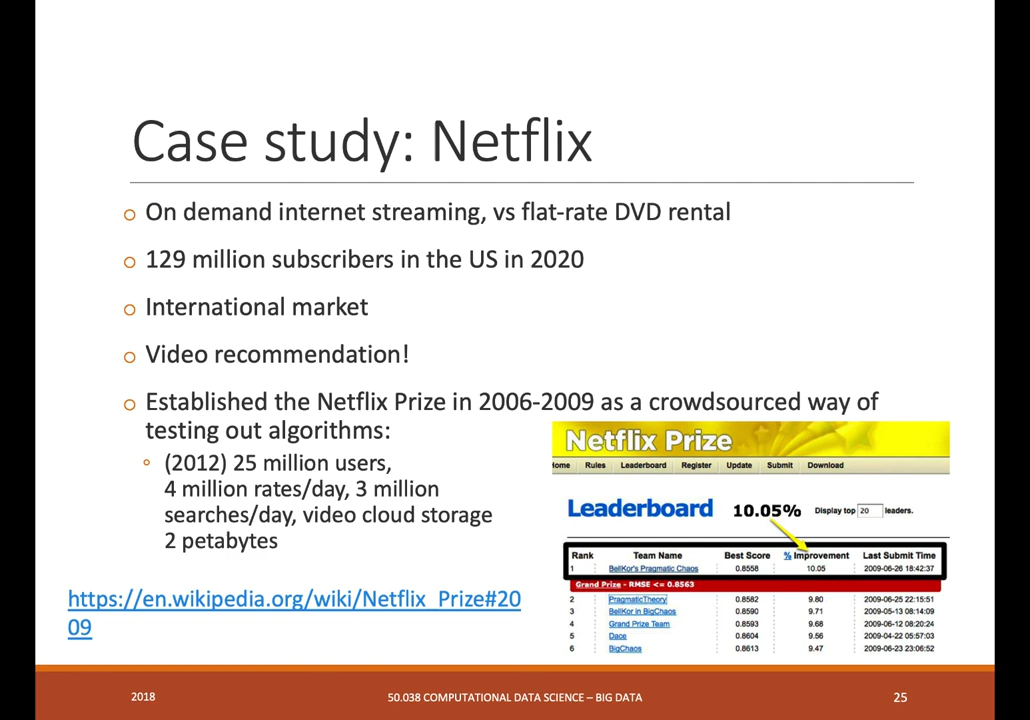 Case study: Netflix
o On demand internet streaming, vs flat-rate DVD rental
o 129 million subscribers in the US in 2020
o International market
o Video recommendation!
o Established the Netflix Prize in 2006-2009 as a crowdsourced way of
testing out algorithms:
◦ (2012) 25 million users,
4 million rates/day, 3 million
searches/day, video cloud storage
2 petabytes
https://en.wikipedia.org/wiki/Netflix_Prize#20
09
Netflix Prize
Home Rules Leaderboard Register Update Submit Download
Leaderboard 10.05% Display top 20 leaders.
Rank Team Name Best Score % Improvement Last Submit Time
1 BellKor's Pragmatic Chaos 0.8558 10.05 2009-06-26 18:42:37
Grand Prize - RMSE <= 0.8563
2 PragmaticTheory 0.8582 9.80 2009-06-25 22:15:51
3 BellKor in BigChaos 0.8590 9.71 2009-05-13 08:14:09
4 Grand Prize Team 0.8593 9.68 2009-06-12 08:20:24
5 Dace 0.8604 9.56 2009-04-22 05:57:03
6 BigChaos 0.8613 9.47 2009-06-23 23:06:52
2018 50.038 COMPUTATIONAL DATA SCIENCE – BIG DATA 25